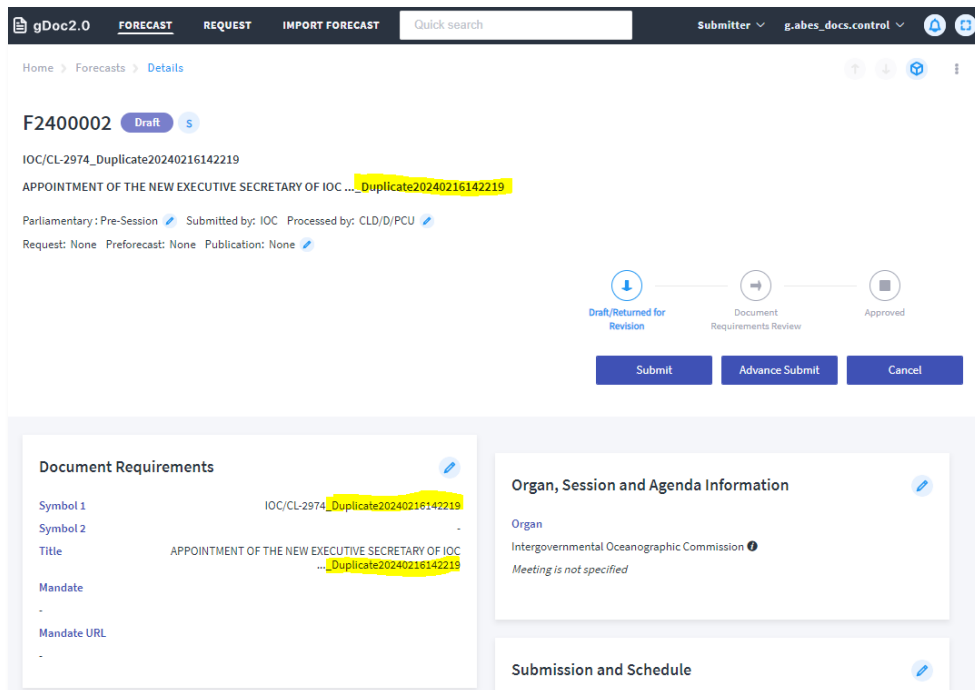 gDoc2.0 FORECAST REQUEST IMPORT FORECAST Quick search Submitter g.abes_docs.control
Home > Forecasts > Details
F2400002 Draft S
IOC/CL-2974_Duplicate20240216142219
APPOINTMENT OF THE NEW EXECUTIVE SECRETARY OF IOC ..._Duplicate20240216142219
Parliamentary : Pre-Session Submitted by: IOC Processed by: CLD/D/PCU
Request: None Preforecast: None Publication: None
Draft/Returned for
Revision
Document
Requirements Review
Approved
Submit Advance Submit Cancel
Document Requirements
Symbol 1 IOC/CL-2974_Duplicate20240216142219
Symbol 2 -
Title APPOINTMENT OF THE NEW EXECUTIVE SECRETARY OF IOC
..._Duplicate20240216142219
Mandate
-
Mandate URL
-
Organ, Session and Agenda Information
Organ
Intergovernmental Oceanographic Commission
Meeting is not specified
Submission and Schedule